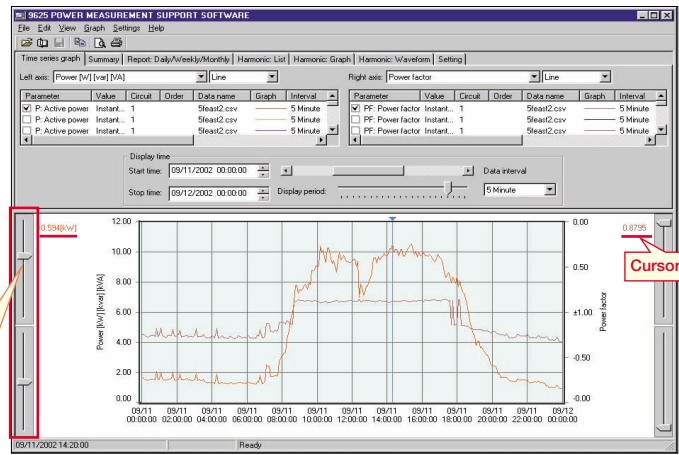 9625 POWER MEASUREMENT SUPPORT SOFTWARE
File Edit View Graph Settings Help
Time series graph Summary Report: Daily/Weekly/Monthly Harmonic: List Harmonic: Graph Harmonic: Waveform Setting
Left axis: Power [W] [var] [VA] Line Right axis: Power factor Line
Parameter Value Circuit Order Data name Graph Interval Parameter Value Circuit Order Data name Graph Interval
P: Active power Instant... 1 5feast2.csv 5 Minute PF: Power factor Instant... 1 5feast2.csv 5 Minute
P: Active power Instant... 1 5feast2.csv 5 Minute PF: Power factor Instant... 1 5feast2.csv 5 Minute
P: Active power Instant... 1 5feast2.csv 5 Minute PF: Power factor Instant... 1 5feast2.csv 5 Minute
Display time
Start time: 09/11/2002 00:00:00 Data interval
Stop time: 09/12/2002 00:00:00 Display period: 5 Minute
0.594[kW] 12.00 0.00 0.8795
10.00
Cursor
0.50
8.00
Power [kW] [kvar] [kVA]
6.00 ±1.00
Power factor
4.00
-0.50
2.00
0.00 -0.00
09/11 09/11 09/11 09/11 09/11 09/11 09/11 09/11 09/11 09/11 09/11 09/11 09/12
00:00:00 02:00:00 04:00:00 06:00:00 08:00:00 10:00:00 12:00:00 14:00:00 16:00:00 18:00:00 20:00:00 22:00:00 00:00:00
09/11/2002 14:20:00 Ready